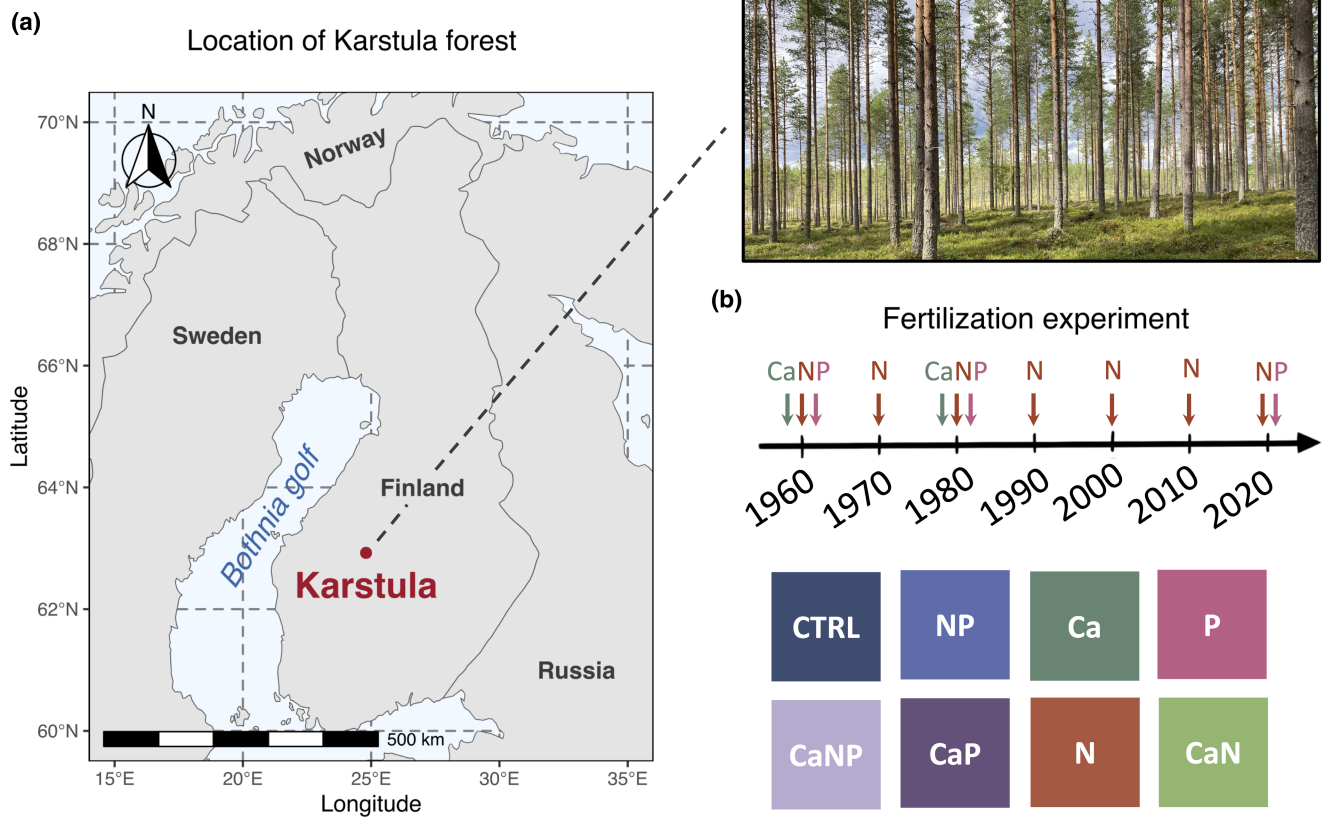 (a)
Location of Karstula forest
N
70°N
68°N
66°N
64°N
62°N
60°N
Latitude
Norway
Sweden
Bothnia golf
Finland
Karstula
Russia
500 km
15°E 20°E 25°E 30°E 35°E
Longitude
(b)
Fertilization experiment
CaNP N CaNP N N N NP
1960 1970 1980 1990 2000 2010 2020
CTRL NP Ca P
CaNP CaP N CaN